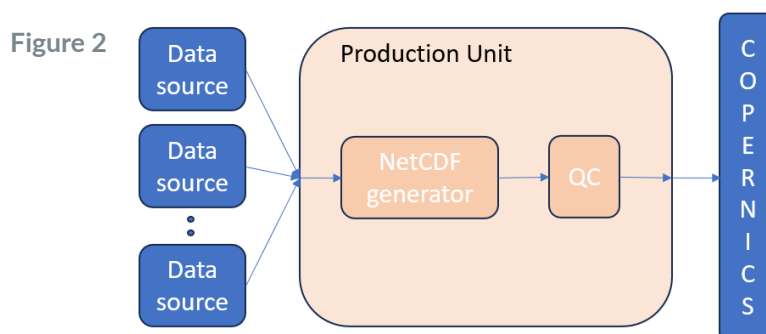 Figure 2
Data
source
Production Unit
Data
source
NetCDF
generator
QC
Data
source
C
O
P
E
R
N
I
C
S